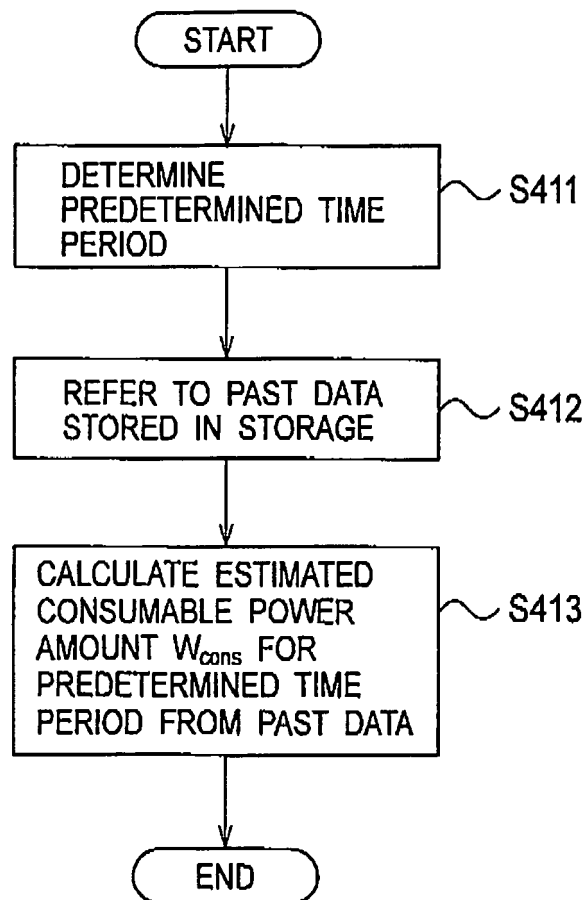 START
DETERMINE
PREDETERMINED TIME
PERIOD
S411
REFER TO PAST DATA
STORED IN STORAGE
S412
CALCULATE ESTIMATED
CONSUMABLE POWER
AMOUNT Wcons FOR
PREDETERMINED TIME
PERIOD FROM PAST DATA
S413
END